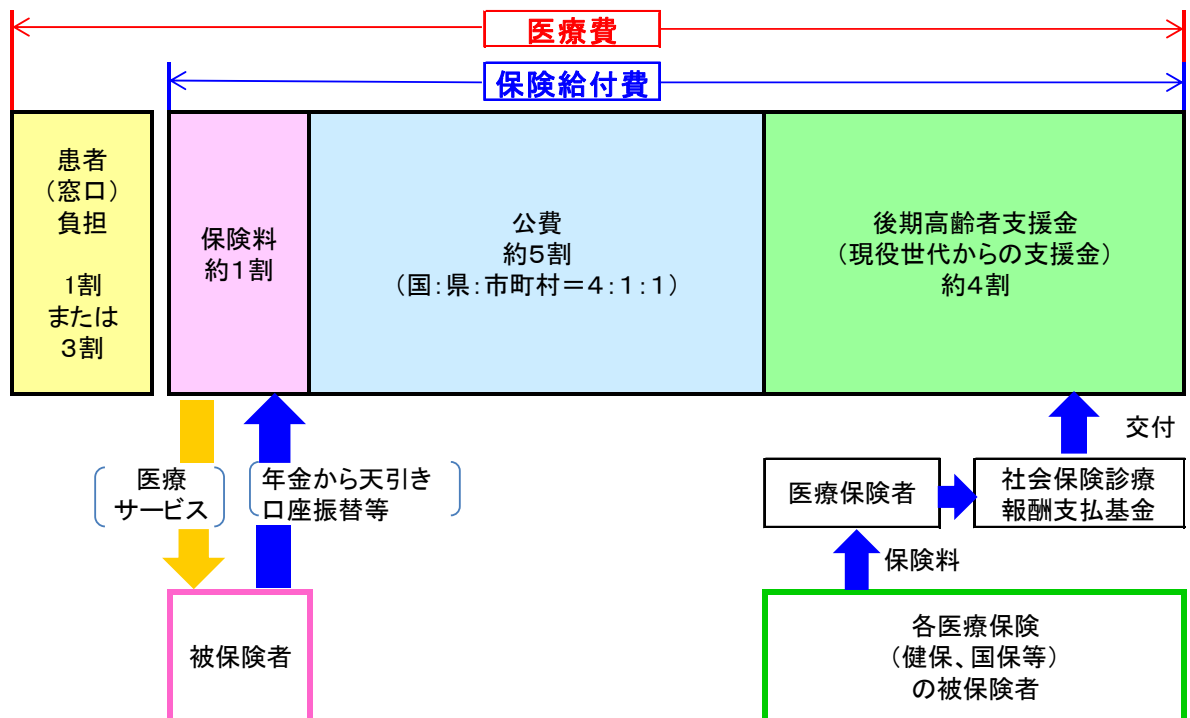 医療費
保険給付費
患者
（窓口）
負担
1割
または
３割
保険料
約１割
公費
約５割
（国：県：市町村＝４：１：１）
後期高齢者支援金
（現役世代からの支援金）
約４割
医療
サービス
年金から天引き
口座振替等
交付
医療保険者
社会保険診療
報酬支払基金
保険料
被保険者
各医療保険
（健保、国保等）
の被保険者